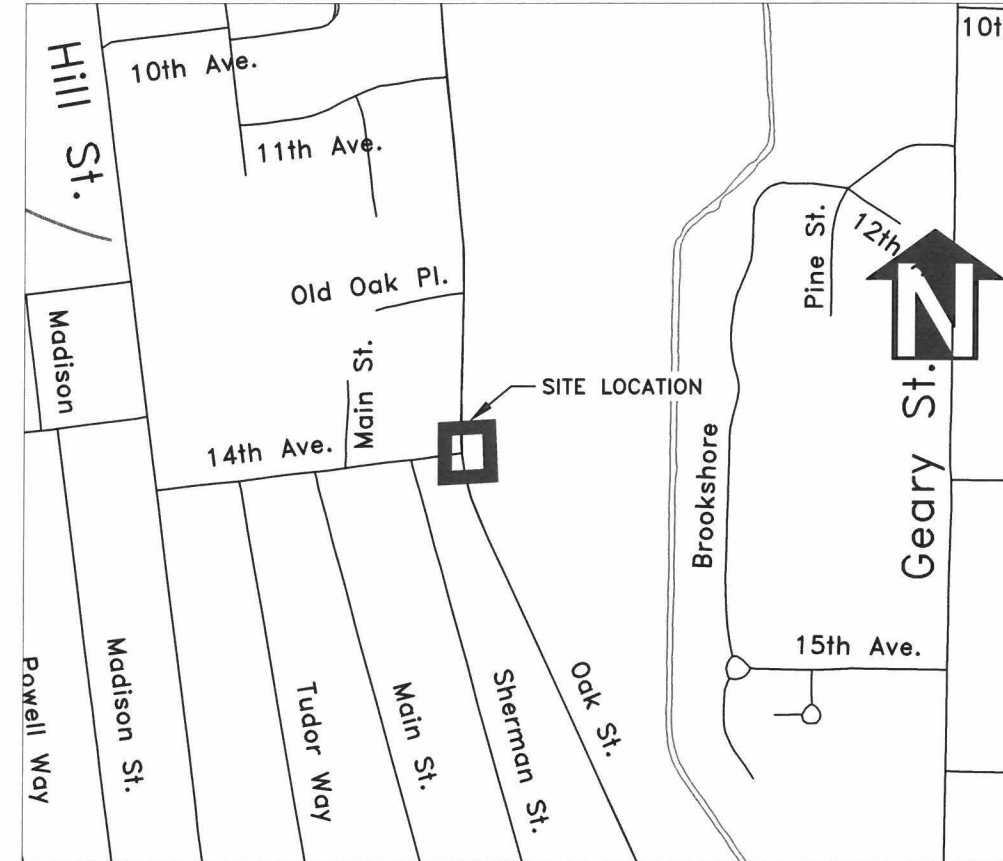 10th
Hill St.
10th Ave.
11th Ave.
Pine St.
12th
N
Old Oak Pl.
Madison
Main St.
SITE LOCATION
14th Ave.
Brookshore
Geary St.
15th Ave.
Powell Way
Madison St.
Tudor Way
Main St.
Sherman St.
Oak St.